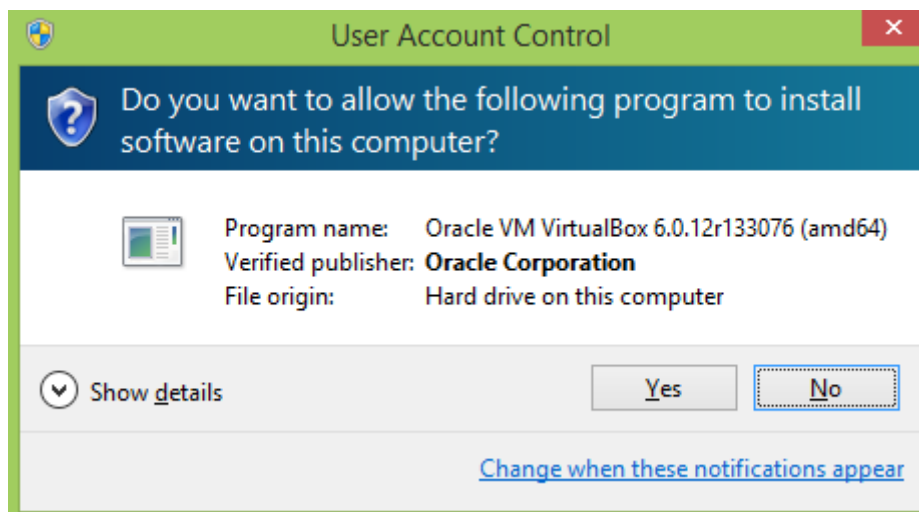 User Account Control
Do you want to allow the following program to install
software on this computer?
Program name: Oracle VM VirtualBox 6.0.12r133076 (amd64)
Verified publisher: Oracle Corporation
File origin: Hard drive on this computer
Show details Yes No
Change when these notifications appear